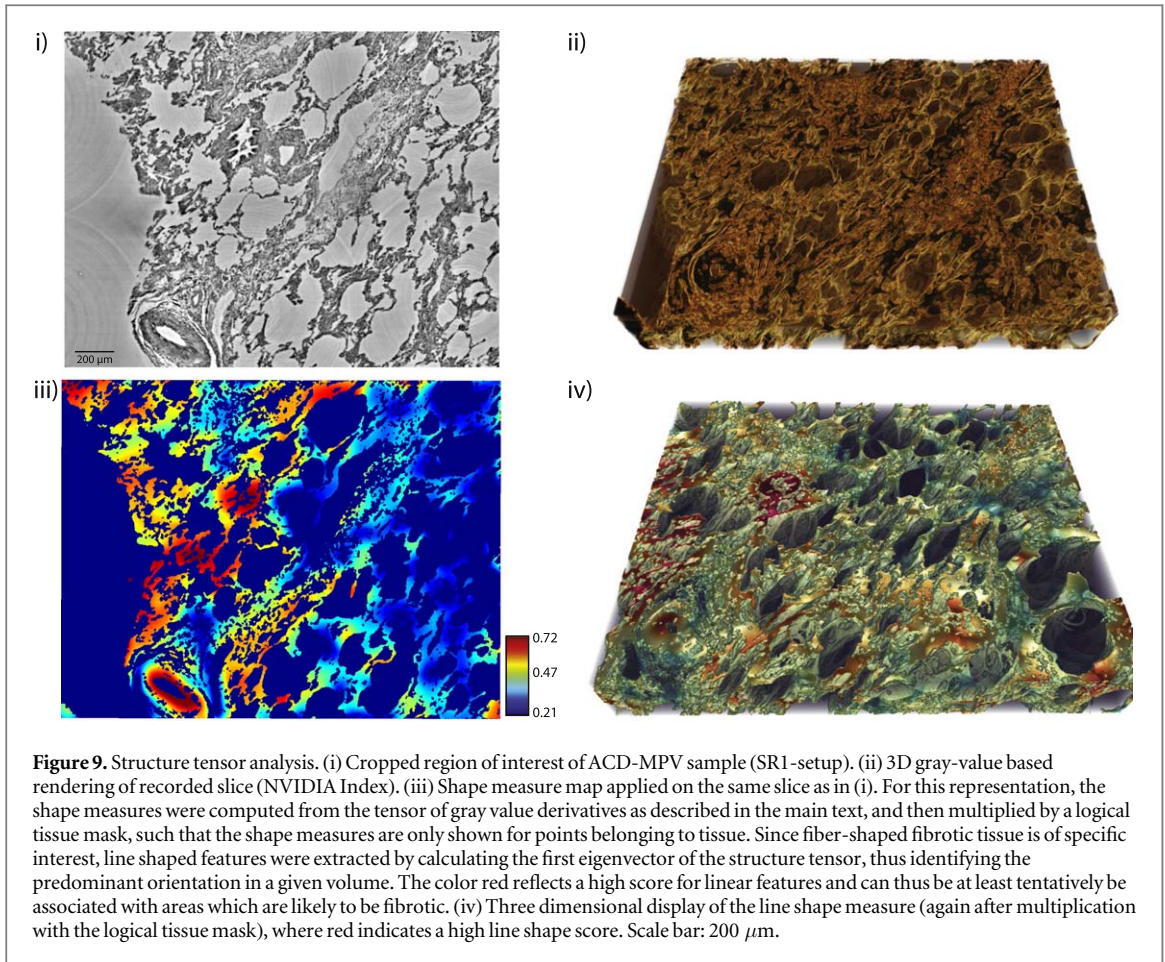 i)
ii)
200 μm
iii)
iv)
0.72
0.47
0.21
Figure 9. Structure tensor analysis. (i) Cropped region of interest of ACD-MPV sample (SR1-setup). (ii) 3D gray-value based
rendering of recorded slice (NVIDIA Index). (iii) Shape measure map applied on the same slice as in (i). For this representation, the
shape measures were computed from the tensor of gray value derivatives as described in the main text, and then multiplied by a logical
tissue mask, such that the shape measures are only shown for points belonging to tissue. Since fiber-shaped fibrotic tissue is of specific
interest, line shaped features were extracted by calculating the first eigenvector of the structure tensor, thus identifying the
predominant orientation in a given volume. The color red reflects a high score for linear features and can thus be at least tentatively be
associated with areas which are likely to be fibrotic. (iv) Three dimensional display of the line shape measure (again after multiplication
with the logical tissue mask), where red indicates a high line shape score. Scale bar: 200 μm.